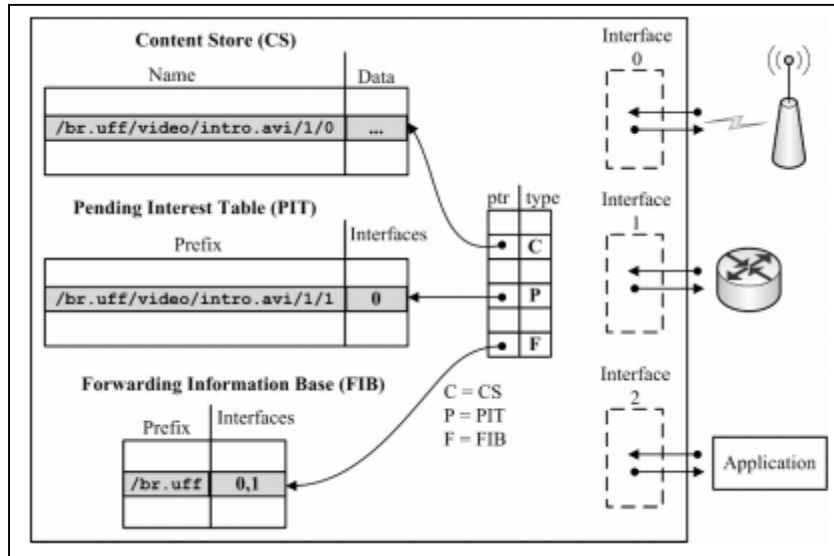 Content Store (CS)
Name Data
/br.uff/video/intro.avi/1/0 ...
Pending Interest Table (PIT)
Prefix Interfaces
/br.uff/video/intro.avi/1/1 0
Forwarding Information Base (FIB)
Prefix Interfaces
/br.uff 0,1
ptr type
C
P
F
C = CS
P = PIT
F = FIB
Interface
0
Interface
1
Interface
2
Application